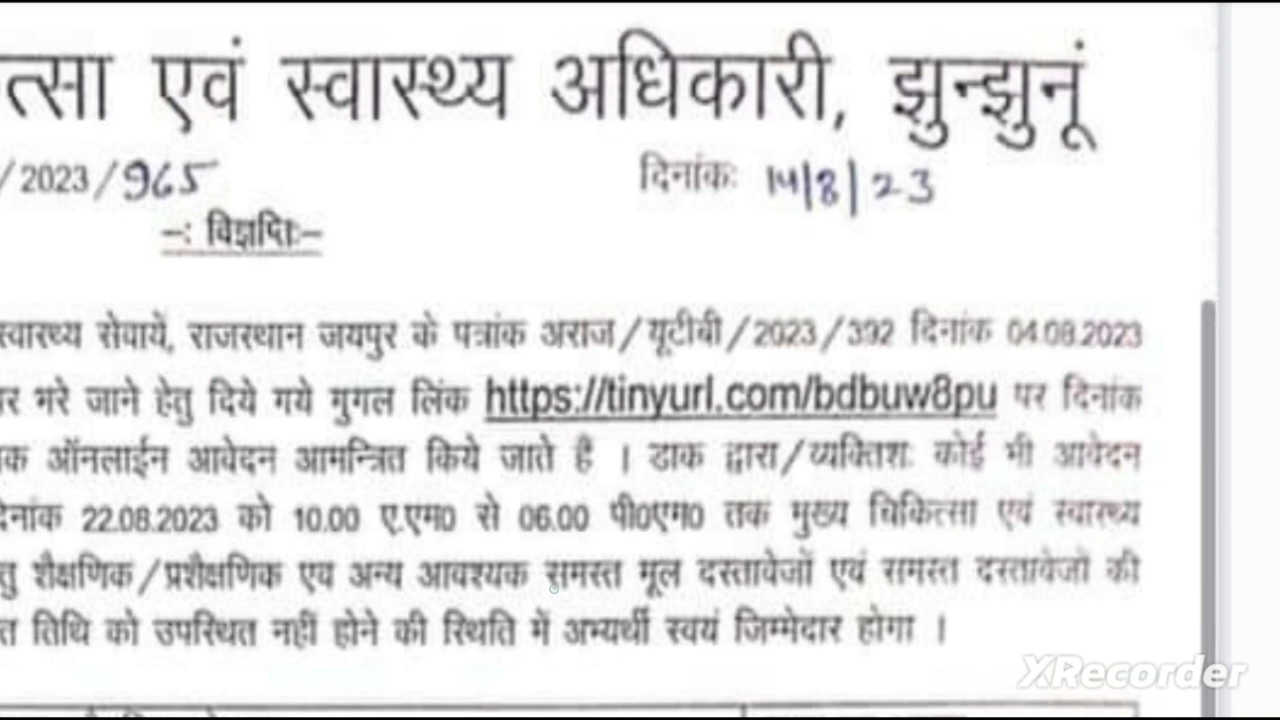 त्सा एवं स्वास्थ्य अधिकारी, झुन्झुनूं
/2023/965 दिनांकः 14/8/23
-: विज्ञप्तिः-
स्वास्थ्य सेवायें, राजस्थान जयपुर के पत्रांक अराज/यूटीबी/2023/392 दिनांक 04.08.2023
पर भरे जाने हेतु दिये गये गुगल लिंक https://tinyurl.com/bdbuw8pu पर दिनांक
क ऑनलाईन आवेदन आमन्त्रित किये जाते है । डाक द्वारा/व्यक्तिशः कोई भी आवेदन
दिनांक 22.08.2023 को 10.00 ए.एम0 से 06.00 पी0एम0 तक मुख्य चिकित्सा एवं स्वास्थ्य
तु शैक्षणिक/प्रशैक्षणिक एव अन्य आवश्यक समस्त मूल दस्तावेजों एवं समस्त दस्तावेजों की
त तिथि को उपस्थित नहीं होने की स्थिति में अभ्यर्थी स्वयं जिम्मेदार होगा ।
XRecorder